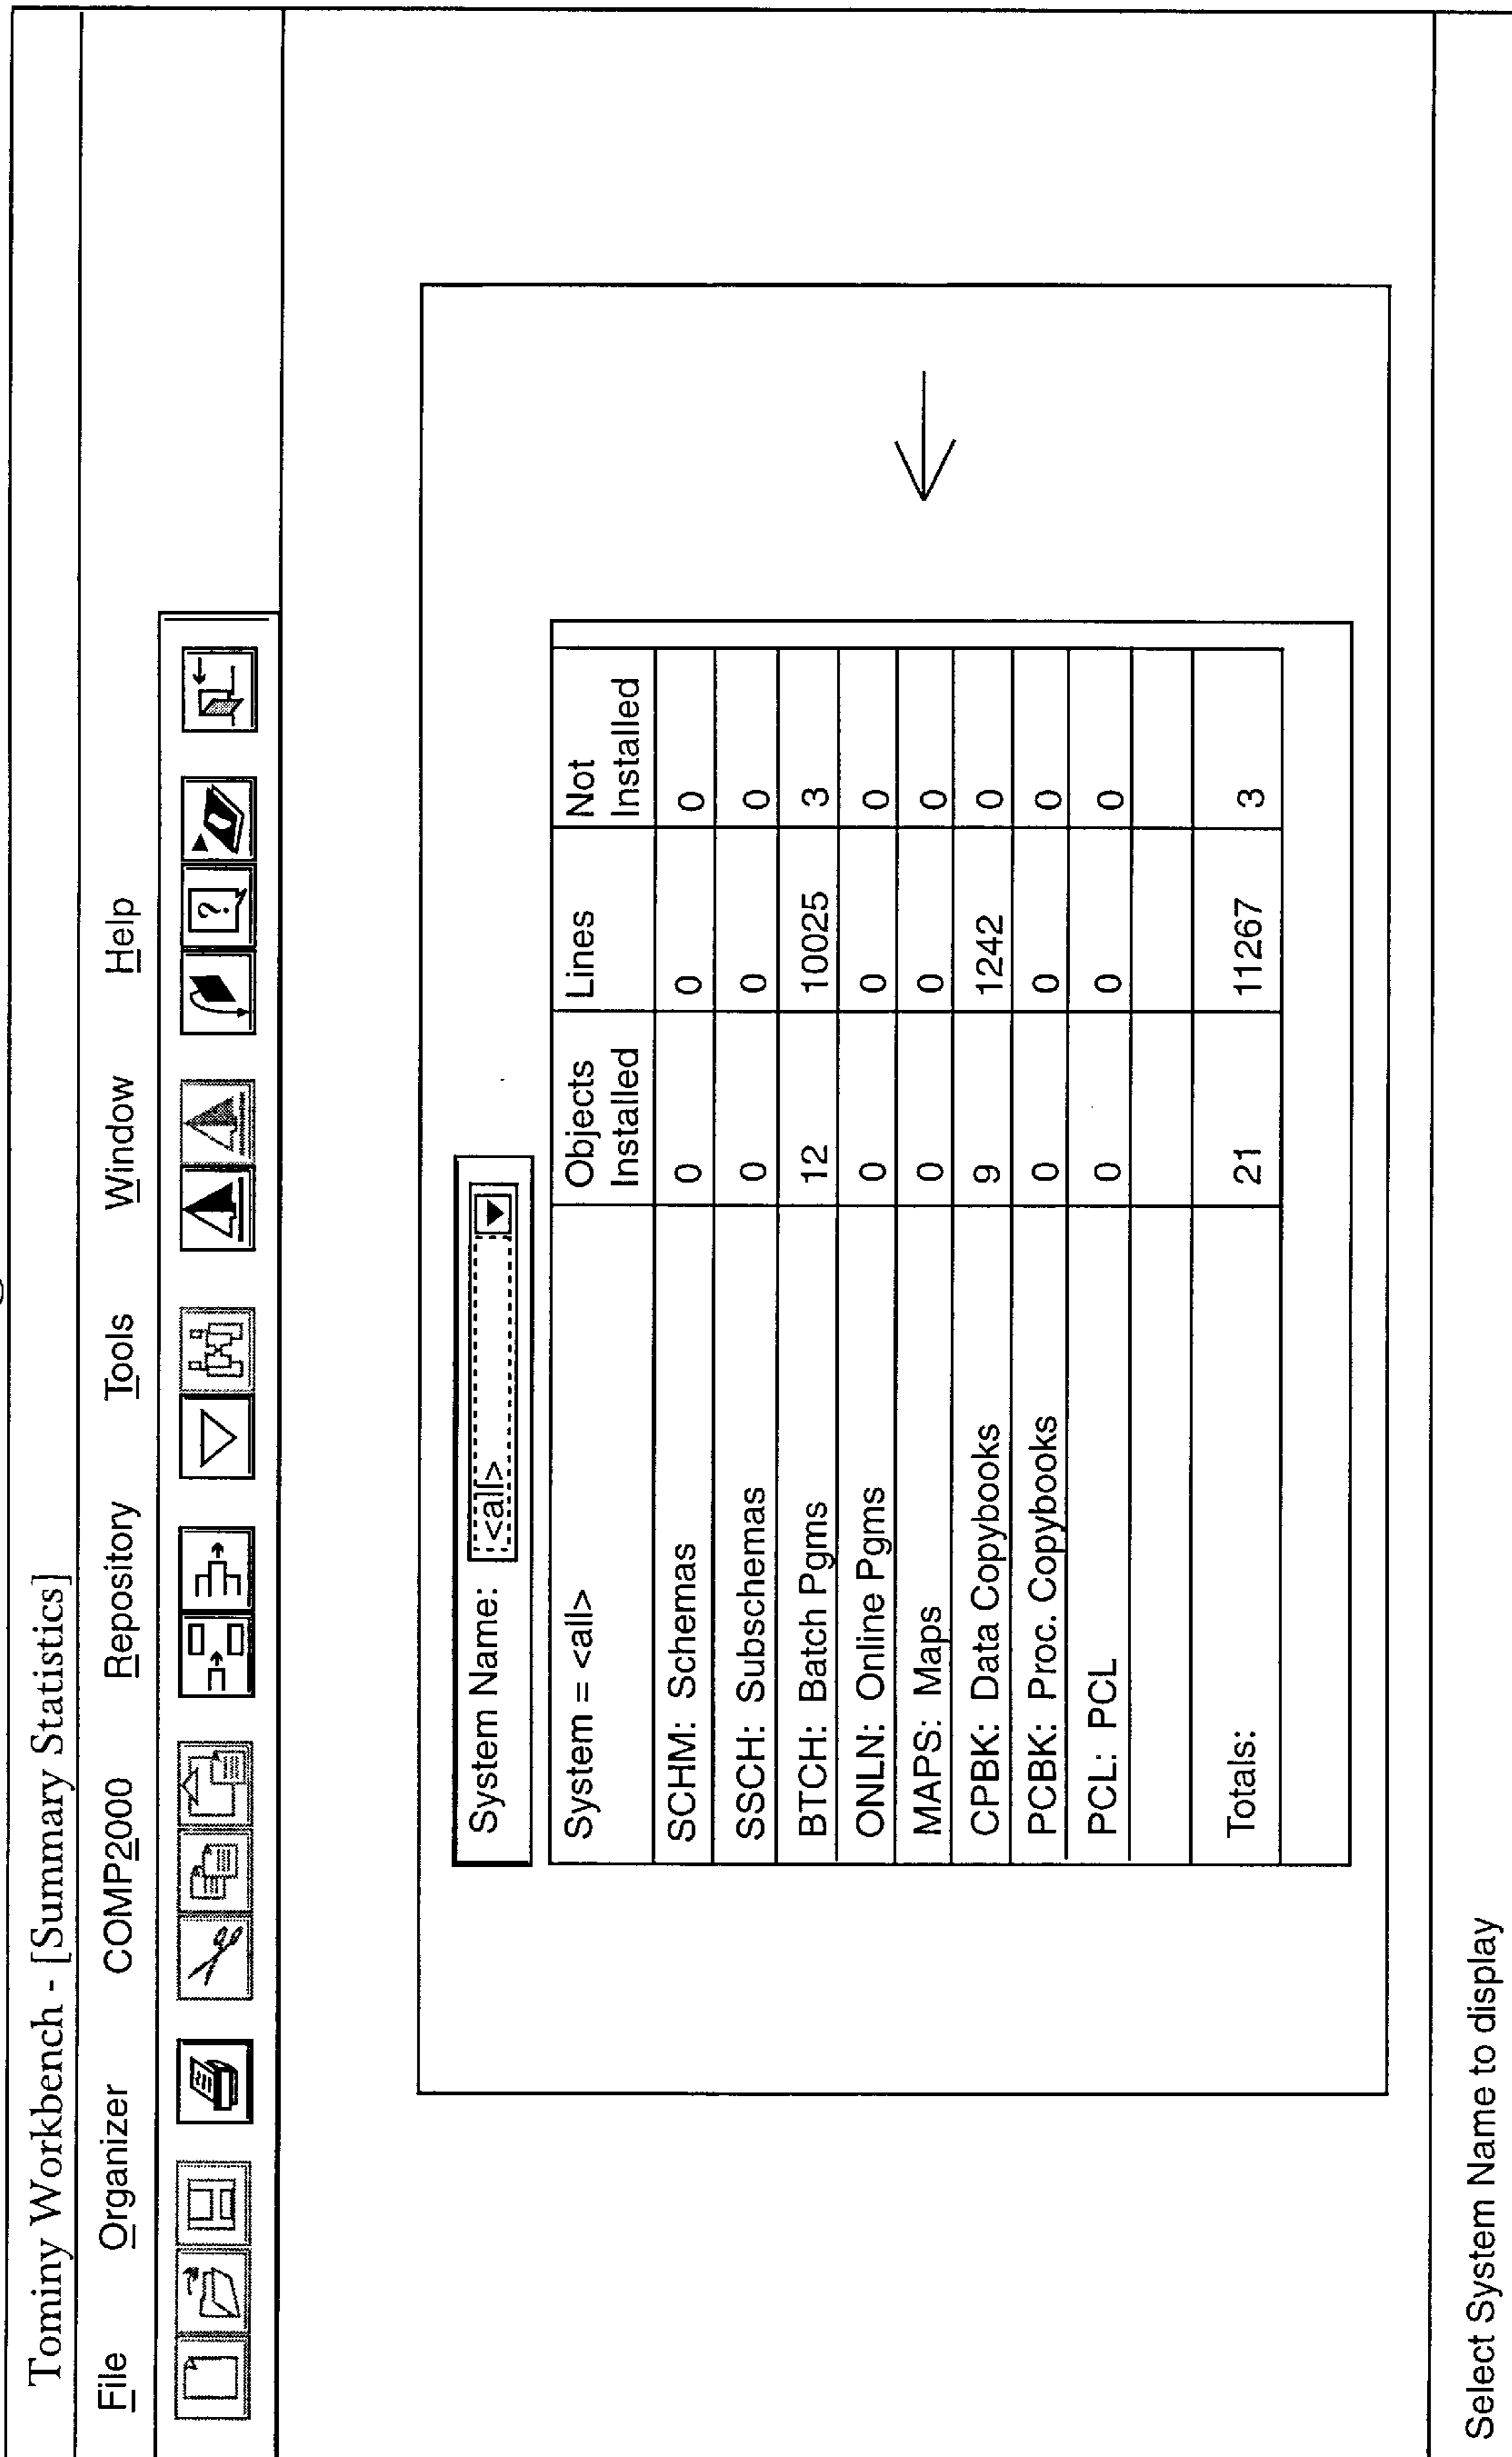 Tominy Workbench - [Summary Statistics]
File Organizer COMP2000 Repository Tools Window Help
?
System Name: <all>
System = <all> Objects Installed Lines Not Installed
SCHM: Schemas 0 0 0
SSCH: Subschemas 0 0 0
BTCH: Batch Pgms 12 10025 3
ONLN: Online Pgms 0 0 0
MAPS: Maps 0 0 0
CPBK: Data Copybooks 9 1242 0
PCBK: Proc. Copybooks 0 0 0
PCL: PCL 0 0 0
Totals: 21 11267 3
Select System Name to display